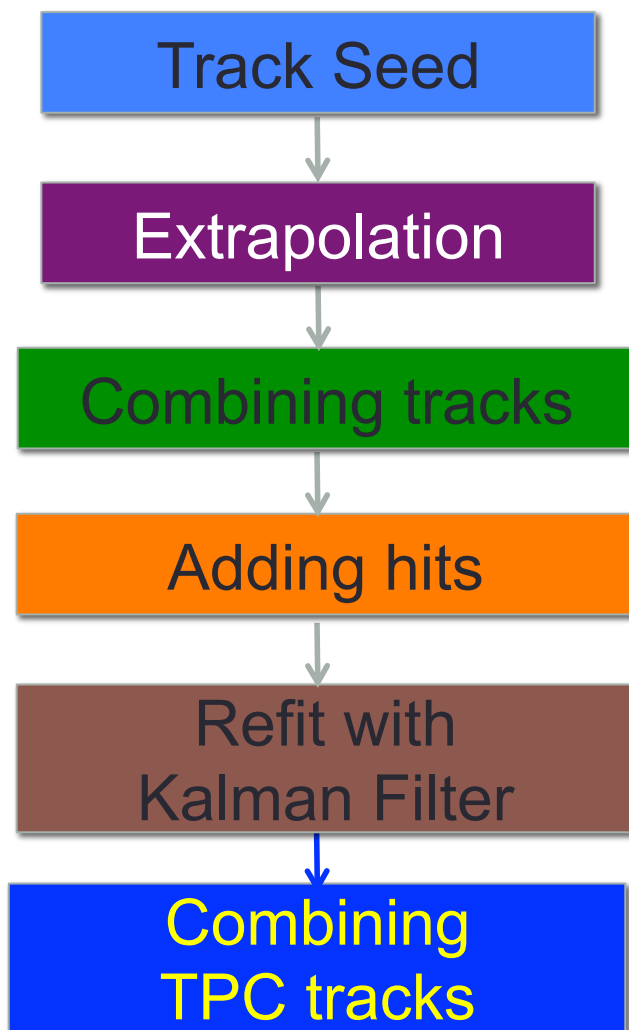 Track Seed
Extrapolation
Combining tracks
Adding hits
Refit with
Kalman Filter
Combining
TPC tracks